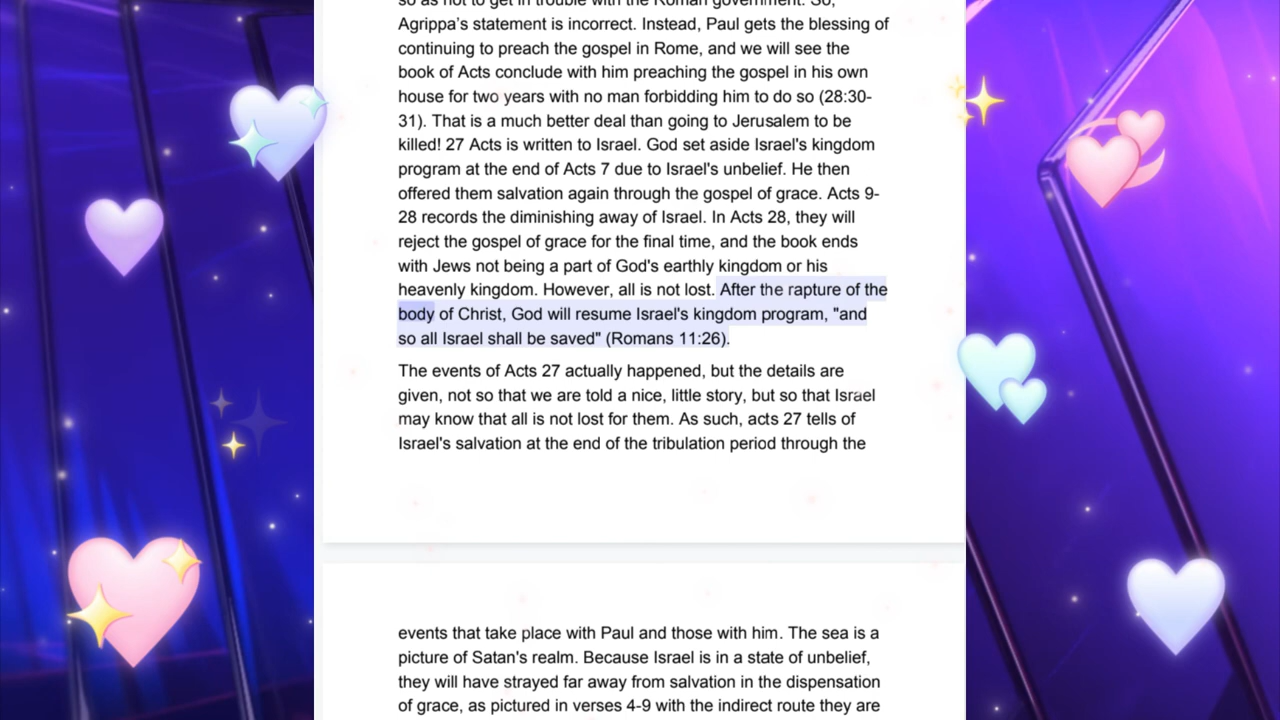 so as not to get in trouble with the Roman government. So,
Agrippa's statement is incorrect. Instead, Paul gets the blessing of
continuing to preach the gospel in Rome, and we will see the
book of Acts conclude with him preaching the gospel in his own
house for two years with no man forbidding him to do so (28:30-
31). That is a much better deal than going to Jerusalem to be
killed! 27 Acts is written to Israel. God set aside Israel's kingdom
program at the end of Acts 7 due to Israel's unbelief. He then
offered them salvation again through the gospel of grace. Acts 9-
28 records the diminishing away of Israel. In Acts 28, they will
reject the gospel of grace for the final time, and the book ends
with Jews not being a part of God's earthly kingdom or his
heavenly kingdom. However, all is not lost. After the rapture of the
body of Christ, God will resume Israel's kingdom program, "and
so all Israel shall be saved" (Romans 11:26).
The events of Acts 27 actually happened, but the details are
given, not so that we are told a nice, little story, but so that Israel
may know that all is not lost for them. As such, acts 27 tells of
Israel's salvation at the end of the tribulation period through the
events that take place with Paul and those with him. The sea is a
picture of Satan's realm. Because Israel is in a state of unbelief,
they will have strayed far away from salvation in the dispensation
of grace, as pictured in verses 4-9 with the indirect route they are